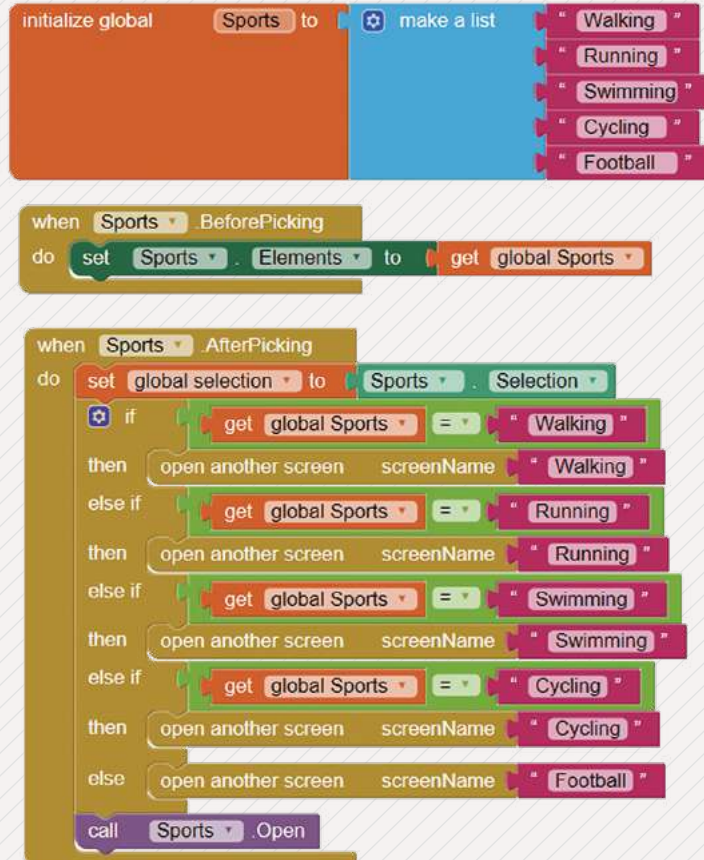 initialize global Sports to make a list " Walking "
" Running "
" Swimming "
" Cycling "
" Football "
when Sports .BeforePicking
do set Sports . Elements to get global Sports
when Sports .AfterPicking
do set global selection to Sports . Selection
if get global Sports = " Walking "
then open another screen screenName " Walking "
else if get global Sports = " Running "
then open another screen screenName " Running "
else if get global Sports = " Swimming "
then open another screen screenName " Swimming "
else if get global Sports = " Cycling "
then open another screen screenName " Cycling "
else open another screen screenName " Football "
call Sports .Open